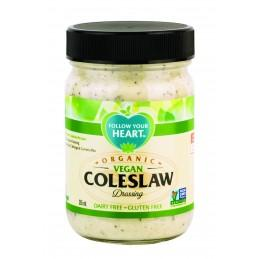 FOLLOW YOUR
HEART
ORGANIC
VEGAN
COLESLAW
Dressing
DAIRY FREE • GLUTEN FREE